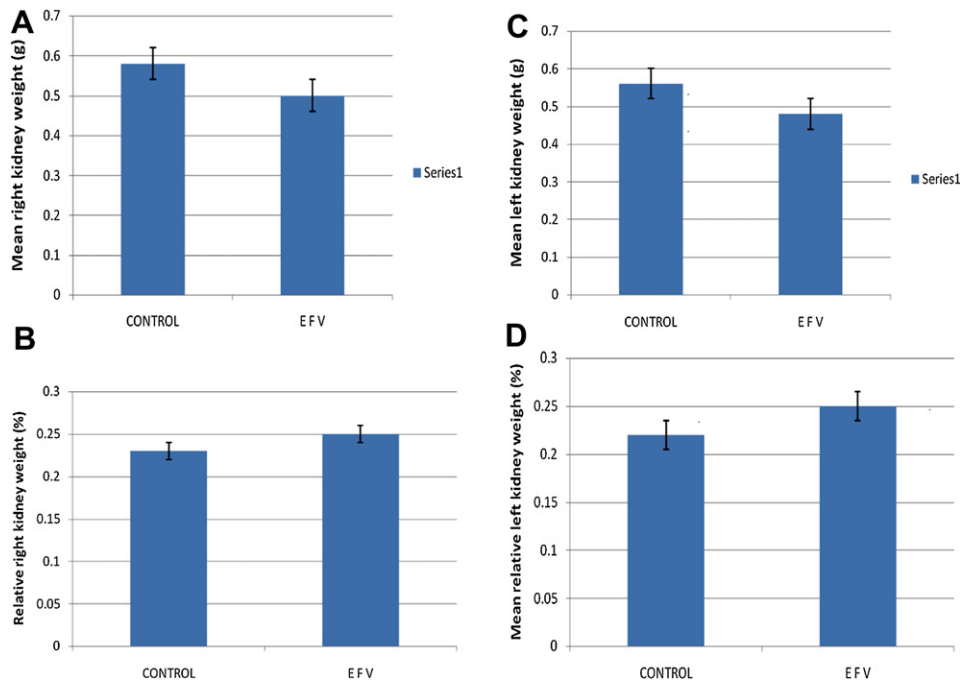 A
Mean right kidney weight (g)
0.7
0.6
0.5
0.4
0.3
0.2
0.1
0
CONTROL
E F V
Series1
B
Relative right kidney weight (%)
0.3
0.25
0.2
0.15
0.1
0.05
0
CONTROL
E F V
C
Mean left kidney weight (g)
0.7
0.6
0.5
0.4
0.3
0.2
0.1
0
CONTROL
E F V
Series1
D
Mean relative left kidney weight (%)
0.3
0.25
0.2
0.15
0.1
0.05
0
CONTROL
E F V